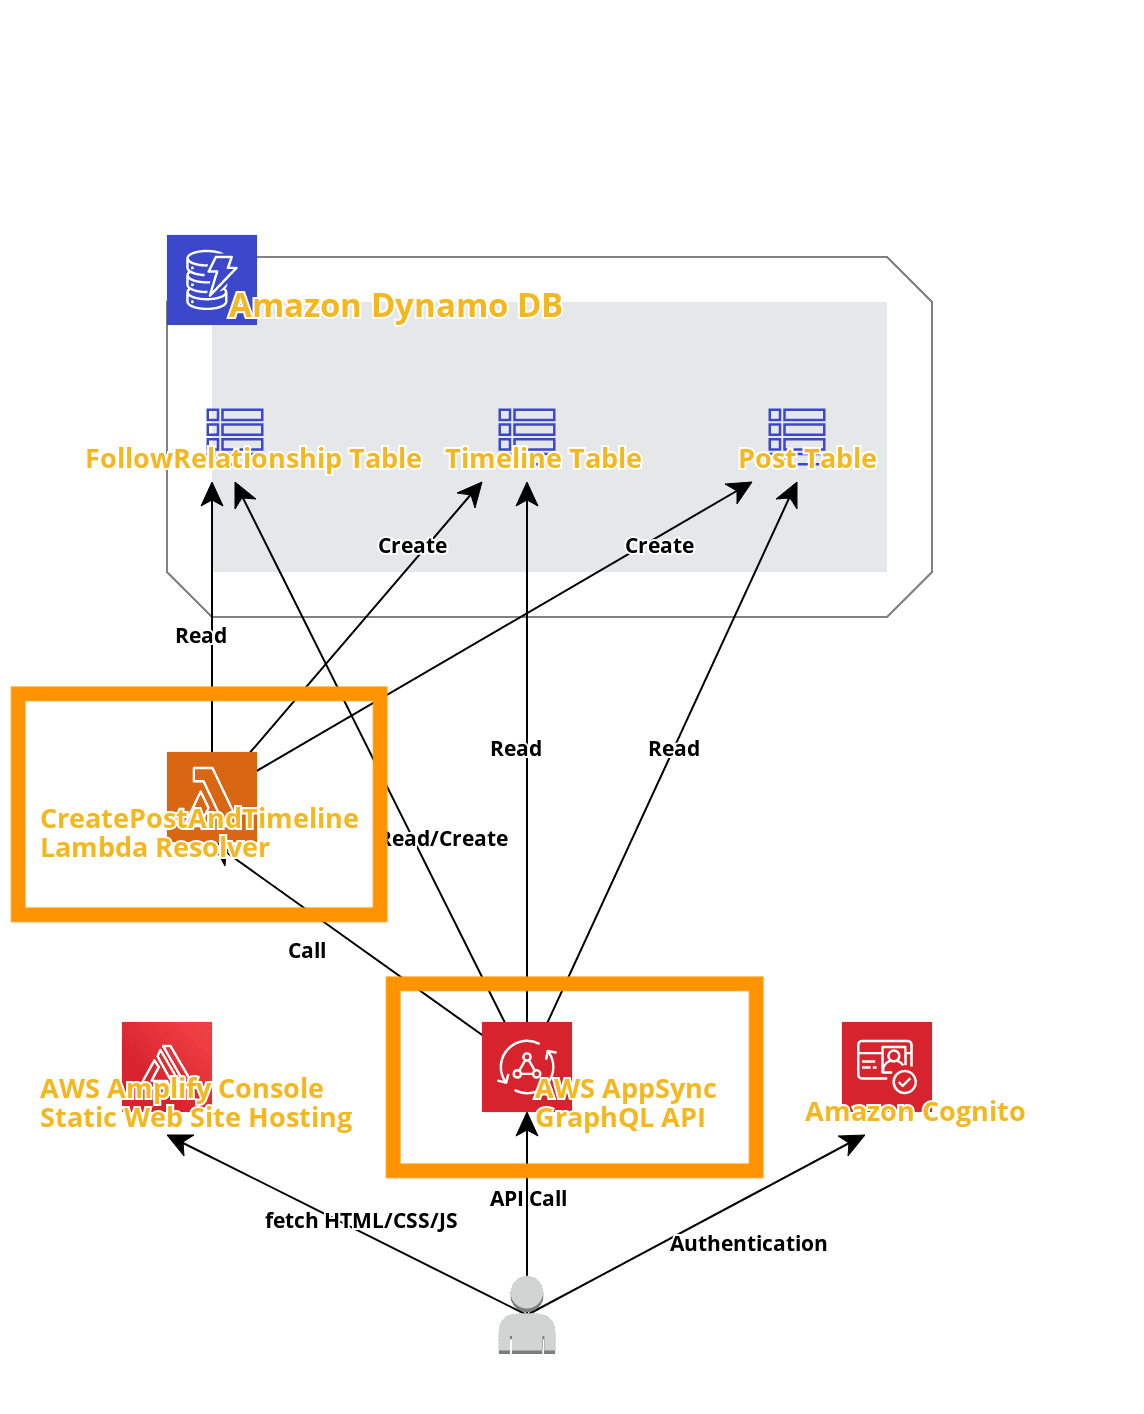 Amazon Dynamo DB
FollowRelationship Table
Timeline Table
Post Table
Create
Create
Read
Read
Read
CreatePostAndTimeline
Lambda Resolver
Read/Create
Call
AWS Amplify Console
Static Web Site Hosting
AWS AppSync
GraphQL API
Amazon Cognito
API Call
fetch HTML/CSS/JS
Authentication